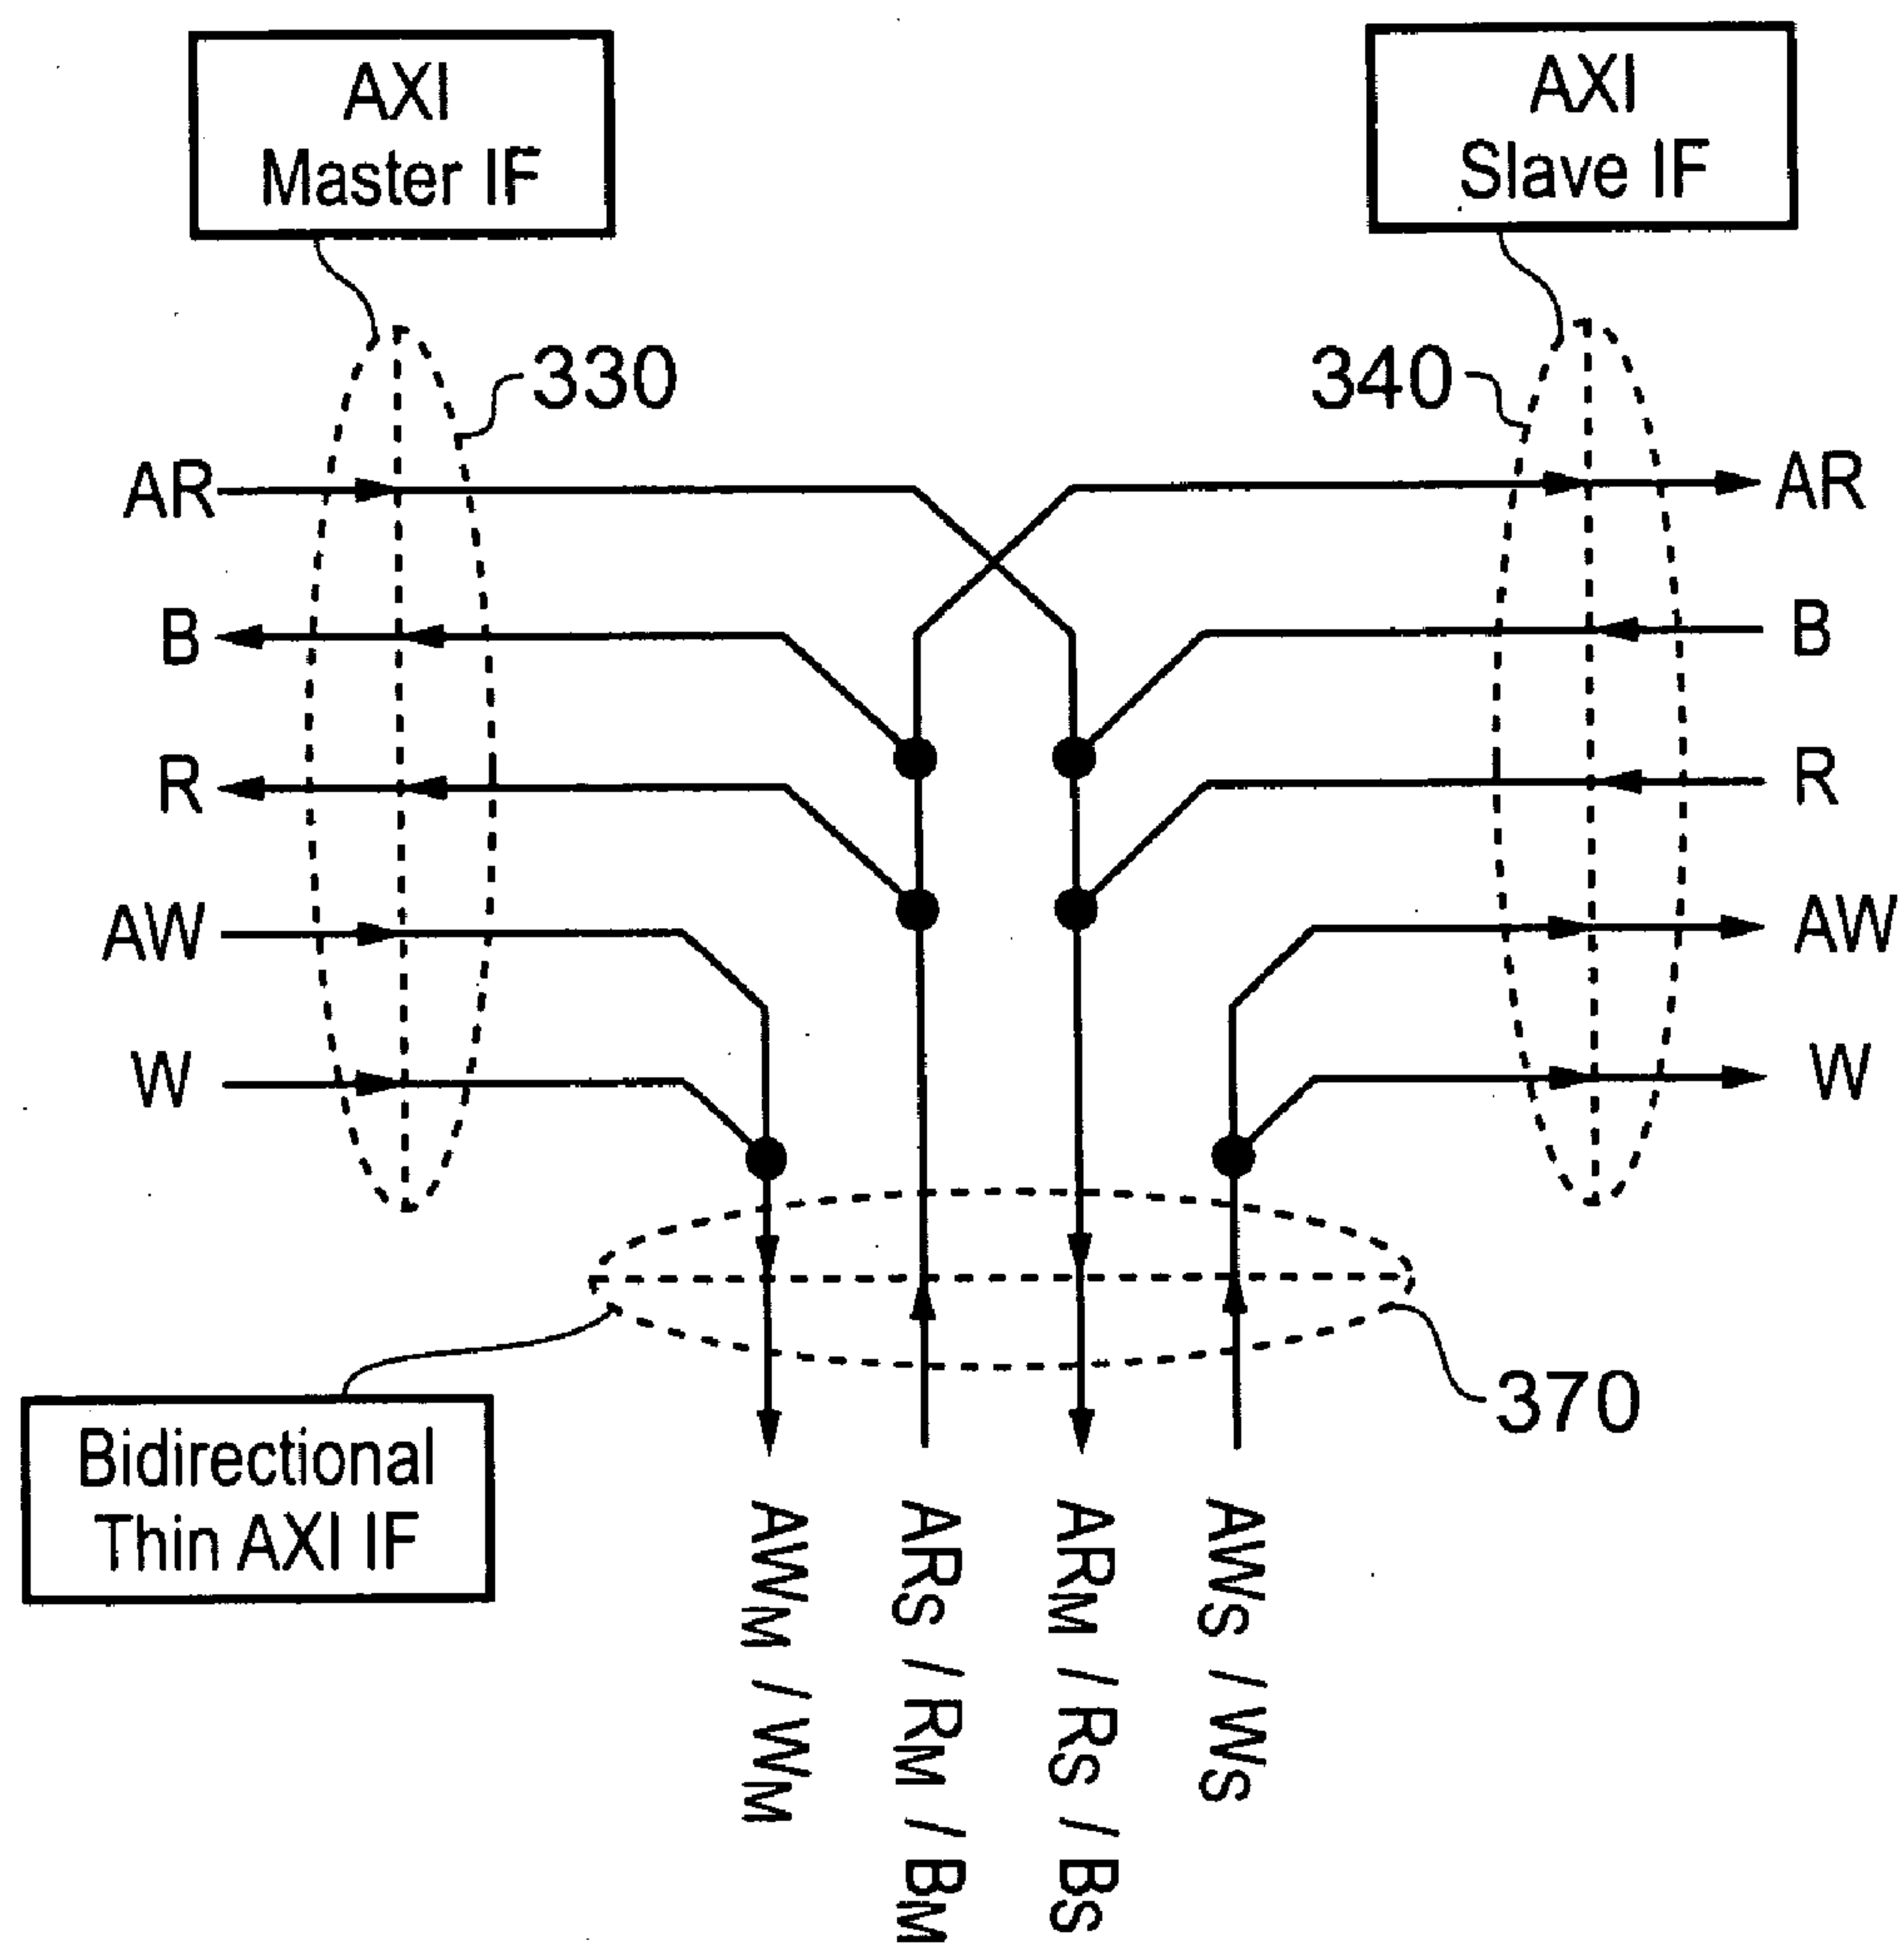 AXI
Master IF
AXI
Slave IF
330
340
AR
AR
B
B
R
R
AW
AW
W
W
370
Bidirectional
Thin AXI IF
AWM / WM
ARS / RM / BM
ARM / RS / BS
AWS / WS